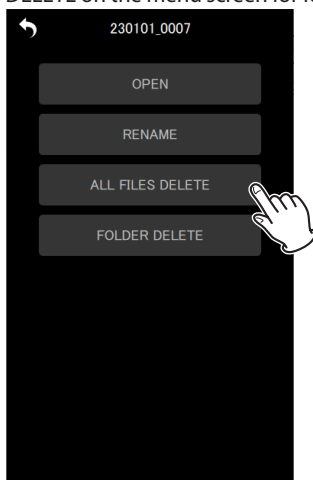 DELETE on the menu screen for
230101_0007
OPEN
RENAME
ALL FILES DELETE
FOLDER DELETE